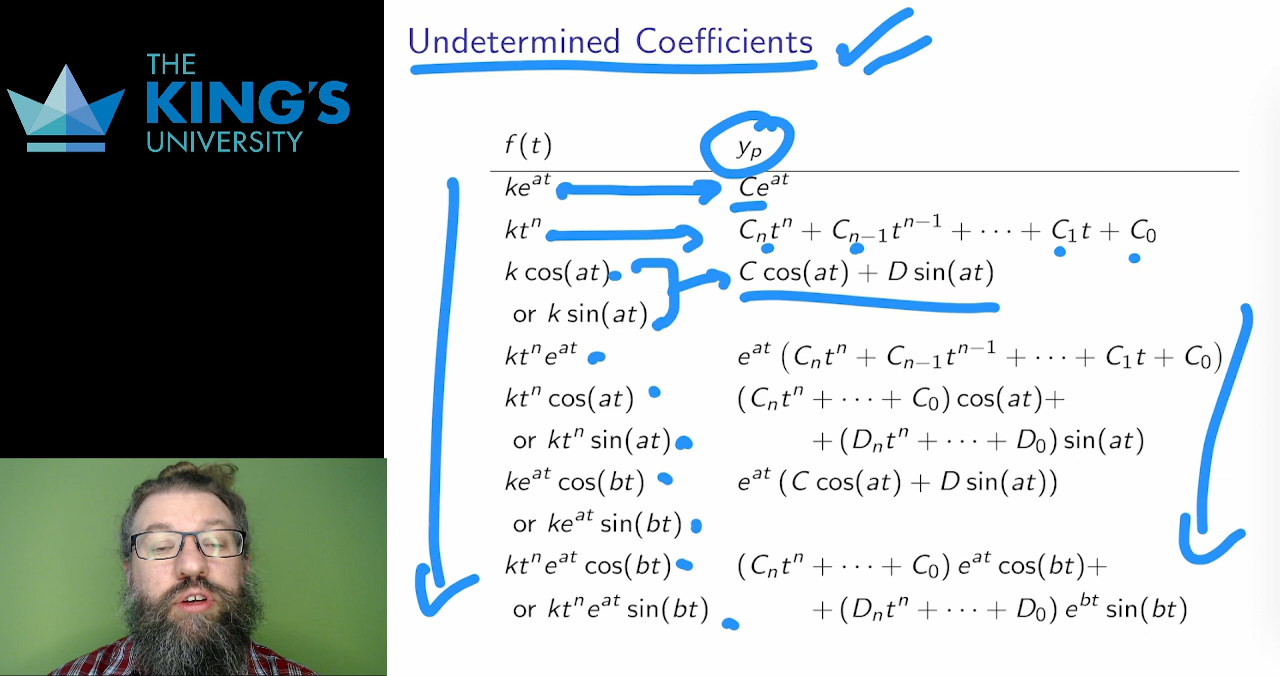 THE
KING'S
UNIVERSITY
Undetermined Coefficients
f(t) y_p
ke^{at} Ce^{at}
kt^n C_n t^n + C_{n−1} t^{n−1} + ⋯ + C_1 t + C_0
k cos(at) C cos(at) + D sin(at)
or k sin(at)
kt^n e^{at} e^{at} (C_n t^n + C_{n−1} t^{n−1} + ⋯ + C_1 t + C_0)
kt^n cos(at) (C_n t^n + ⋯ + C_0) cos(at)+
or kt^n sin(at) + (D_n t^n + ⋯ + D_0) sin(at)
ke^{at} cos(bt) e^{at} (C cos(at) + D sin(at))
or ke^{at} sin(bt)
kt^n e^{at} cos(bt) (C_n t^n + ⋯ + C_0) e^{at} cos(bt)+
or kt^n e^{at} sin(bt) + (D_n t^n + ⋯ + D_0) e^{bt} sin(bt)